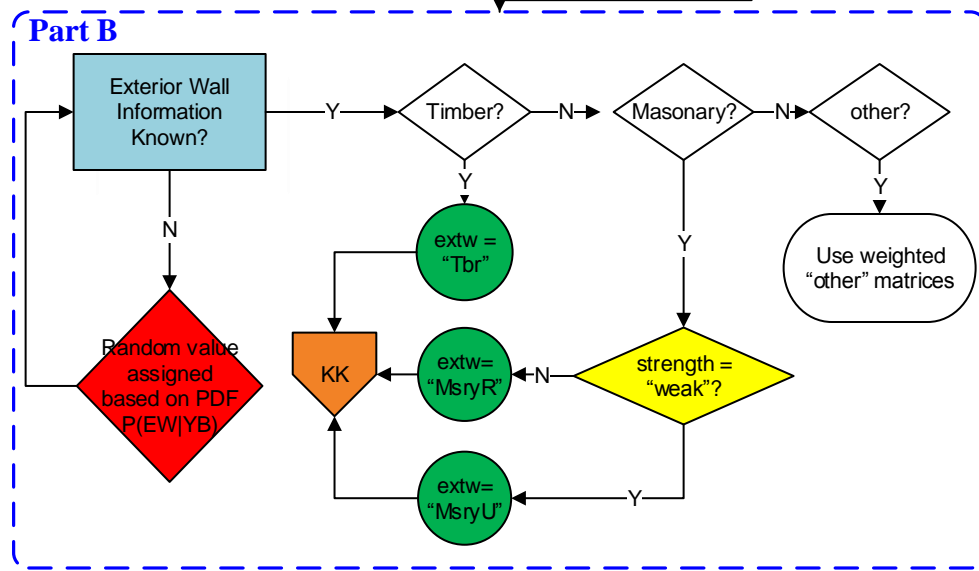 Part B
Exterior Wall
Information
Known?
Y
Timber?
N
Masonary?
N
other?
N
Y
Y
Y
extw =
“Tbr”
Use weighted
“other” matrices
Random value
assigned
based on PDF
P(EW|YB)
KK
extw=
“MsryR”
N
strength =
“weak”?
extw=
“MsryU”
Y